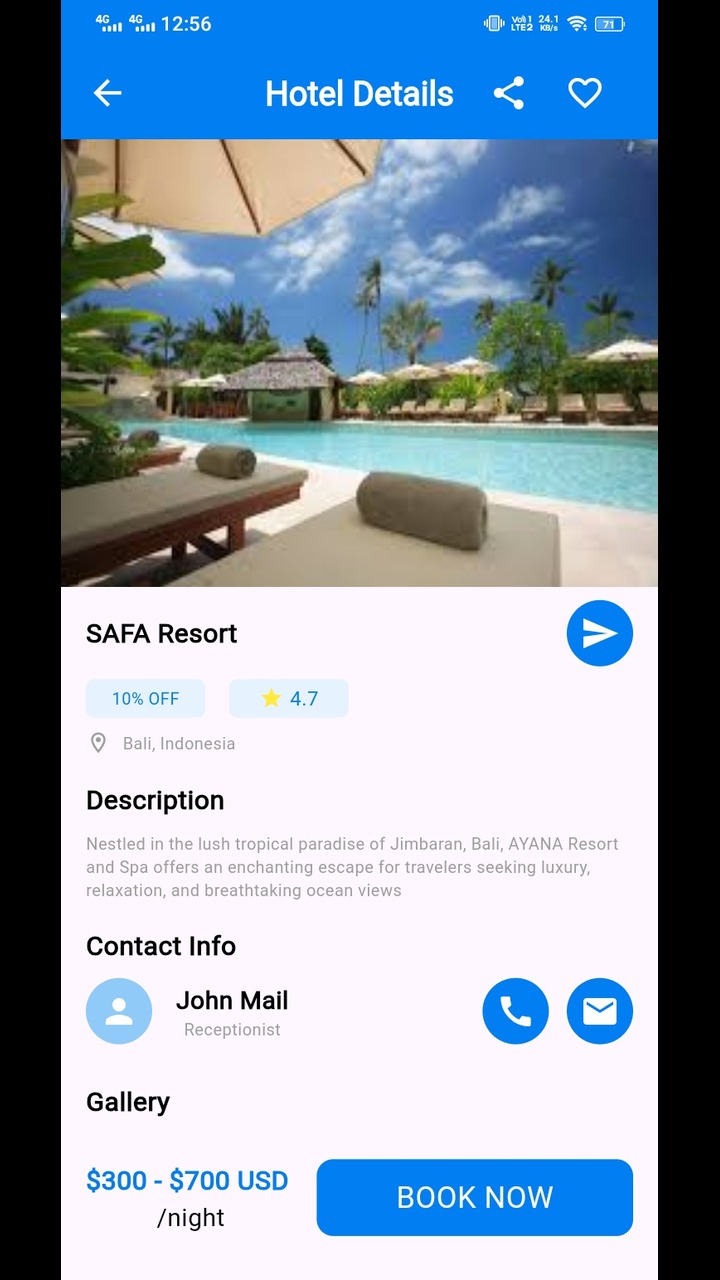 4G 4G 12:56 Vo)) 1 LTE2 24.1 KB/s 71
Hotel Details
SAFA Resort
10% OFF 4.7
Bali, Indonesia
Description
Nestled in the lush tropical paradise of Jimbaran, Bali, AYANA Resort
and Spa offers an enchanting escape for travelers seeking luxury,
relaxation, and breathtaking ocean views
Contact Info
John Mail
Receptionist
Gallery
$300 - $700 USD
/night
BOOK NOW